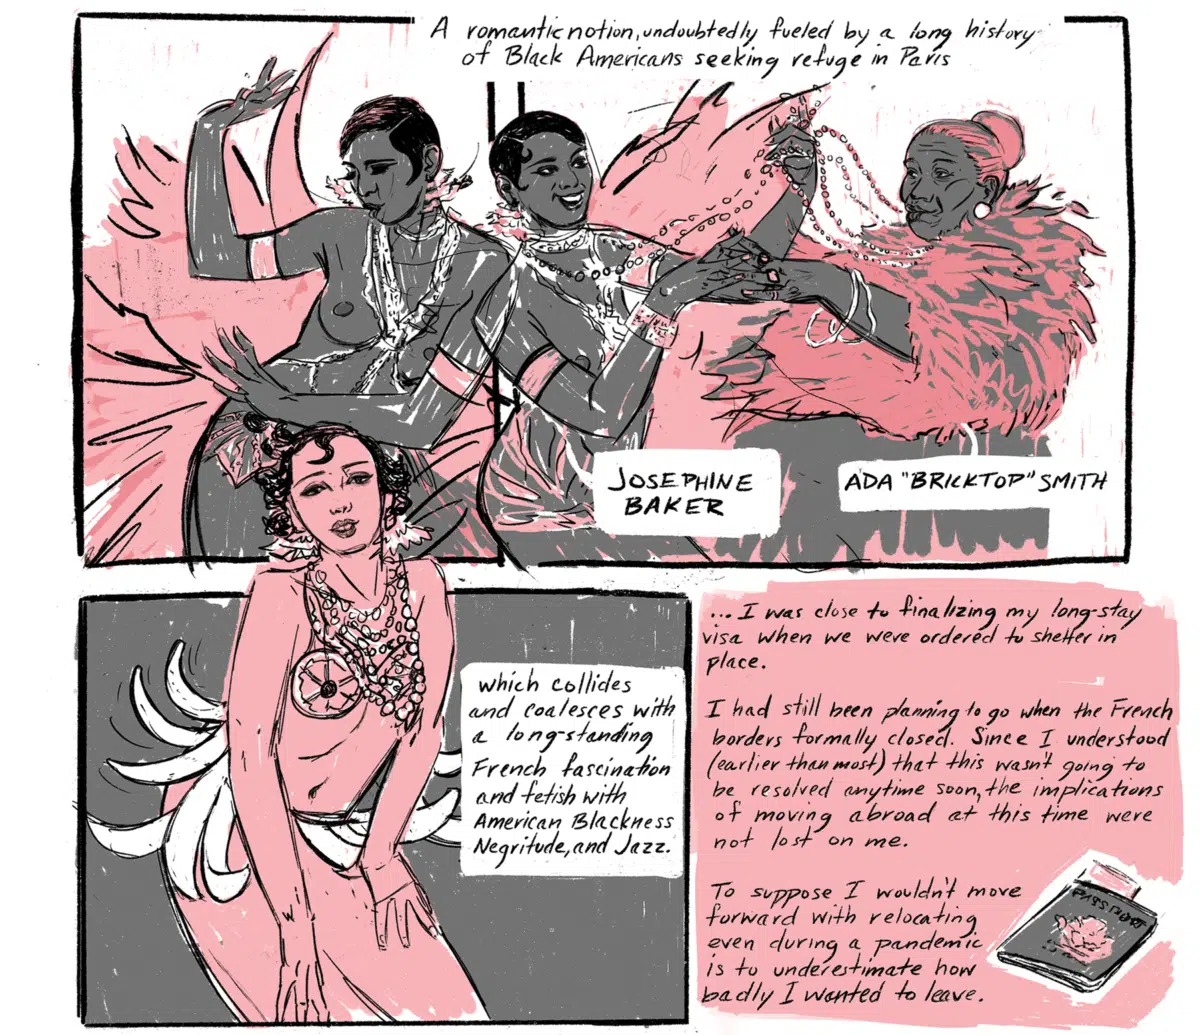 A romantic notion, undoubtedly fueled by a long history
of Black Americans seeking refuge in Paris
JOSEPHINE
BAKER
ADA "BRICKTOP" SMITH
which collides
and coalesces with
a long-standing
French fascination
and fetish with
American Blackness
Negritude, and Jazz.
... I was close to finalizing my long-stay
visa when we were ordered to shelter in
place.
I had still been planning to go when the French
borders formally closed. Since I understood
(earlier than most) that this wasn't going to
be resolved anytime soon, the implications
of moving abroad at this time were
not lost on me.
To suppose I wouldn't move
forward with relocating
even during a pandemic
is to underestimate how
badly I wanted to leave.
PASSPORT